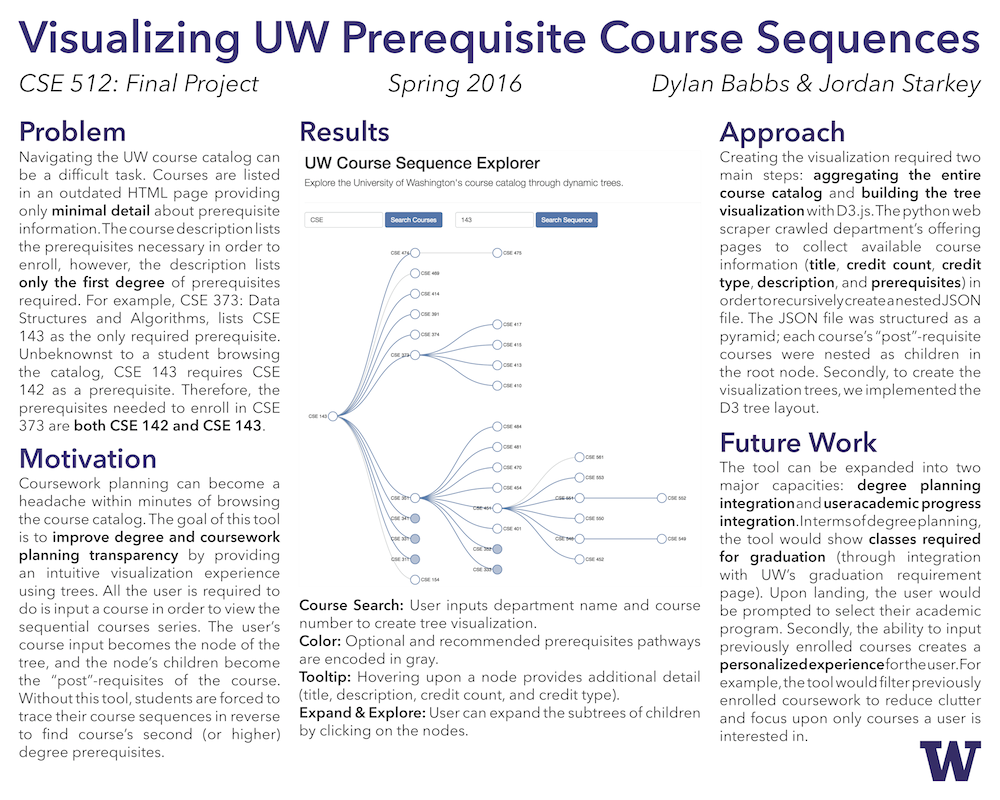 Visualizing UW Prerequisite Course Sequences
CSE 512: Final Project
Spring 2016
Dylan Babbs & Jordan Starkey
Problem
Navigating the UW course catalog can
be a difficult task. Courses are listed
in an outdated HTML page providing
only minimal detail about prerequisite
information. The course description lists
the prerequisites necessary in order to
enroll, however, the description lists
only the first degree of prerequisites
required. For example, CSE 373: Data
Structures and Algorithms, lists CSE
143 as the only required prerequisite.
Unbeknownst to a student browsing
the catalog, CSE 143 requires CSE
142 as a prerequisite. Therefore, the
prerequisites needed to enroll in CSE
373 are both CSE 142 and CSE 143.
Motivation
Coursework planning can become a
headache within minutes of browsing
the course catalog. The goal of this tool
is to improve degree and coursework
planning transparency by providing
an intuitive visualization experience
using trees. All the user is required to
do is input a course in order to view the
sequential courses series. The user's
course input becomes the node of the
tree, and the node's children become
the "post"-requisites of the course.
Without this tool, students are forced to
trace their course sequences in reverse
to find course's second (or higher)
degree prerequisites.
Results
UW Course Sequence Explorer
Explore the University of Washington's course catalog through dynamic trees.
CSE
Search Courses
143
Search Sequence
CSE 474
CSE 475
CSE 469
CSE 414
CSE 391
CSE 374
CSE 373
CSE 417
CSE 415
CSE 413
CSE 410
CSE 143
CSE 484
CSE 481
CSE 470
CSE 454
CSE 351
CSE 451
CSE 401
CSE 352
CSE 333
CSE 561
CSE 553
CSE 551
CSE 552
CSE 550
CSE 548
CSE 549
CSE 452
CSE 341
CSE 331
CSE 311
CSE 154
Course Search: User inputs department name and course
number to create tree visualization.
Color: Optional and recommended prerequisites pathways
are encoded in gray.
Tooltip: Hovering upon a node provides additional detail
(title, description, credit count, and credit type).
Expand & Explore: User can expand the subtrees of children
by clicking on the nodes.
Approach
Creating the visualization required two
main steps: aggregating the entire
course catalog and building the tree
visualization with D3.js. The python web
scraper crawled department's offering
pages to collect available course
information (title, credit count, credit
type, description, and prerequisites) in
order to recursively create a nested JSON
file. The JSON file was structured as a
pyramid; each course's "post"-requisite
courses were nested as children in
the root node. Secondly, to create the
visualization trees, we implemented the
D3 tree layout.
Future Work
The tool can be expanded into two
major capacities: degree planning
integration and user academic progress
integration. In terms of degree planning,
the tool would show classes required
for graduation (through integration
with UW's graduation requirement
page). Upon landing, the user would
be prompted to select their academic
program. Secondly, the ability to input
previously enrolled courses creates a
personalized experience for the user. For
example, the tool would filter previously
enrolled coursework to reduce clutter
and focus upon only courses a user is
interested in.
W